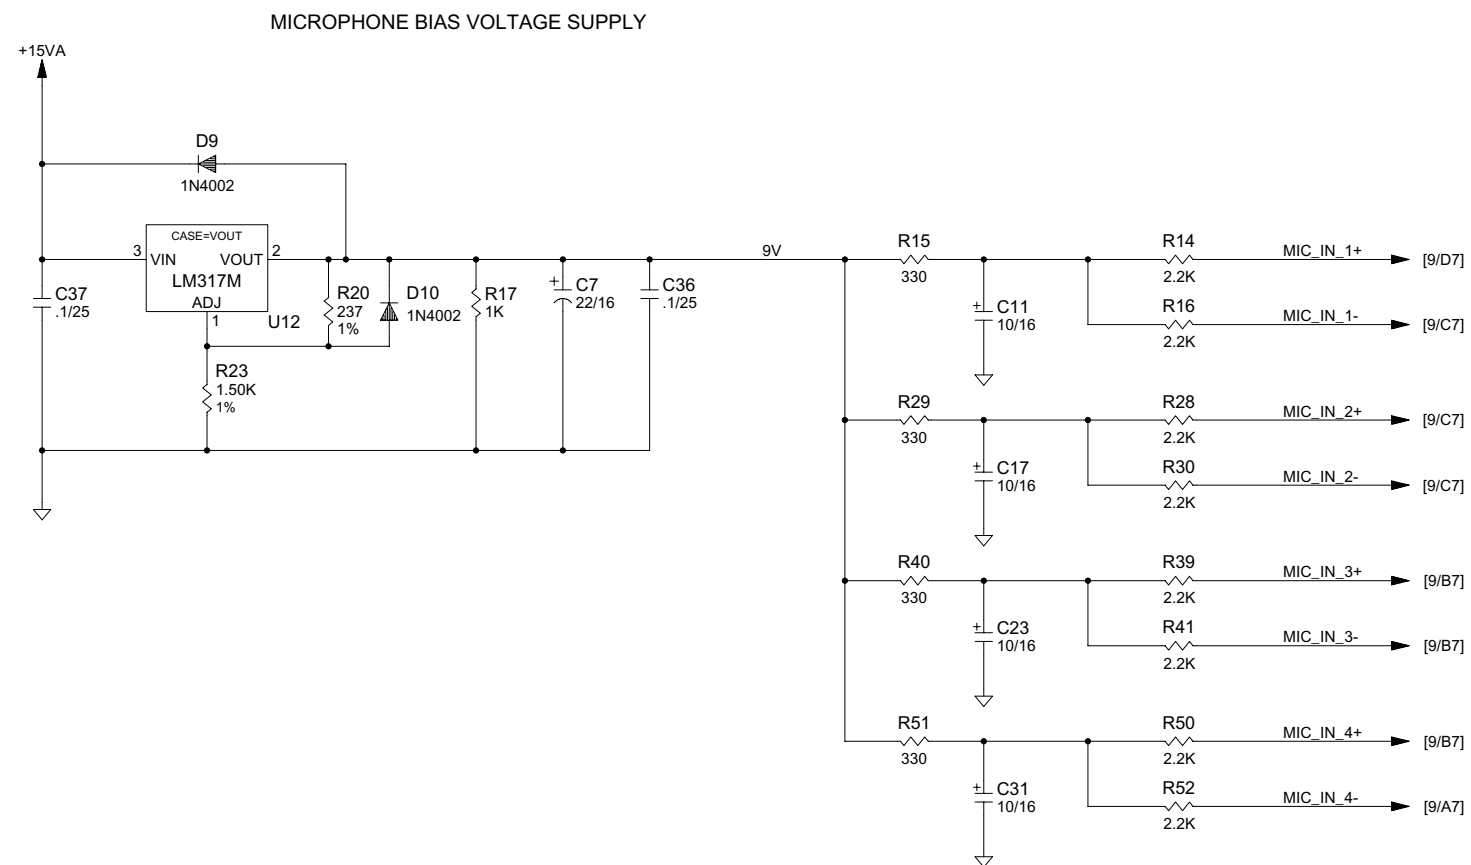 MICROPHONE BIAS VOLTAGE SUPPLY
+15VA
D9
1N4002
CASE=VOUT
3
VIN
VOUT
2
LM317M
ADJ
1
U12
C37
.1/25
R20
237
1%
D10
1N4002
R17
1K
+
C7
22/16
C36
.1/25
R23
1.50K
1%
9V
R15
330
+
C11
10/16
R14
2.2K
MIC_IN_1+
[9/D7]
R16
2.2K
MIC_IN_1-
[9/C7]
R29
330
+
C17
10/16
R28
2.2K
MIC_IN_2+
[9/C7]
R30
2.2K
MIC_IN_2-
[9/C7]
R40
330
+
C23
10/16
R39
2.2K
MIC_IN_3+
[9/B7]
R41
2.2K
MIC_IN_3-
[9/B7]
R51
330
+
C31
10/16
R50
2.2K
MIC_IN_4+
[9/B7]
R52
2.2K
MIC_IN_4-
[9/A7]